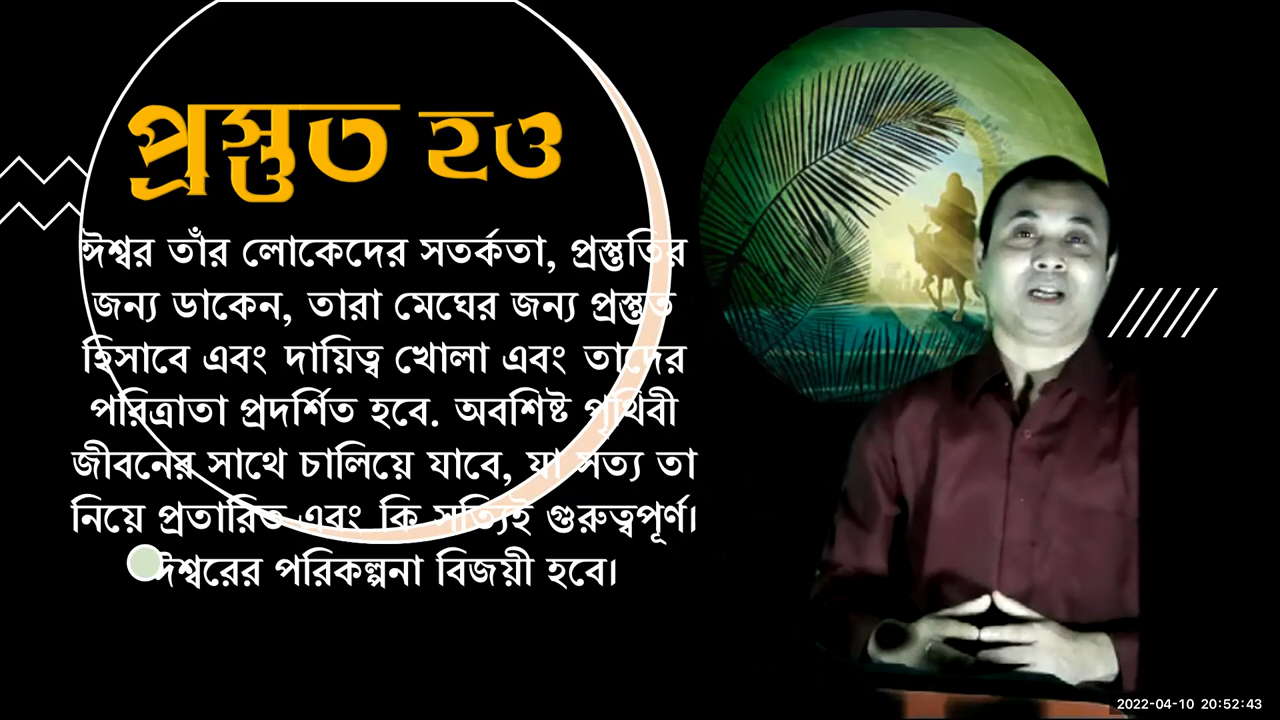 প্রস্তুত হও
ঈশ্বর তাঁর লোকেদের সতর্কতা, প্রস্তুতির
জন্য ডাকেন, তারা মেঘের জন্য প্রস্তুত
হিসাবে এবং দায়িত্ব খোলা এবং তাদের
পরিত্রাতা প্রদর্শিত হবে. অবশিষ্ট পৃথিবী
জীবনের সাথে চালিয়ে যাবে, যা সত্য তা
নিয়ে প্রতারিত এবং কি সত্যিই গুরুত্বপূর্ণ।
ঈশ্বরের পরিকল্পনা বিজয়ী হবে।
2022-04-10 20:52:43